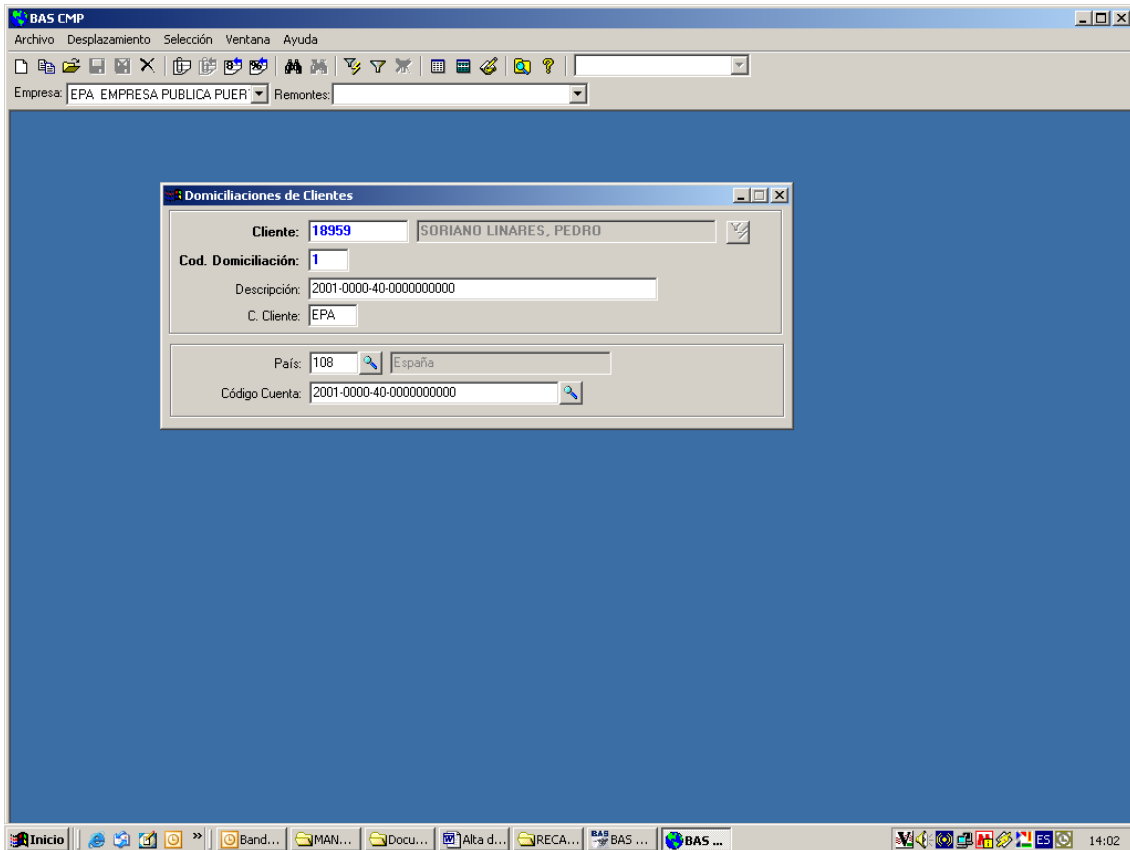 BAS CMP
Archivo Desplazamiento Selección Ventana Ayuda
Empresa: EPA EMPRESA PUBLICA PUER Remontes:
Domiciliaciones de Clientes
Cliente: 18959 SORIANO LINARES, PEDRO
Cod. Domiciliación: 1
Descripción: 2001-0000-40-0000000000
C. Cliente: EPA
País: 108 España
Código Cuenta: 2001-0000-40-0000000000
Inicio » Band... MAN... Docu... Alta d... RECA... BAS ... BAS ... ES 14:02